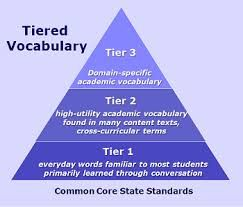 Tiered
Vocabulary
Tier 3
Domain-specific
academic vocabulary
Tier 2
high-utility academic vocabulary
found in many content texts,
cross-curricular terms
Tier 1
everyday words familiar to most students
primarily learned through conversation
Common Core State Standards